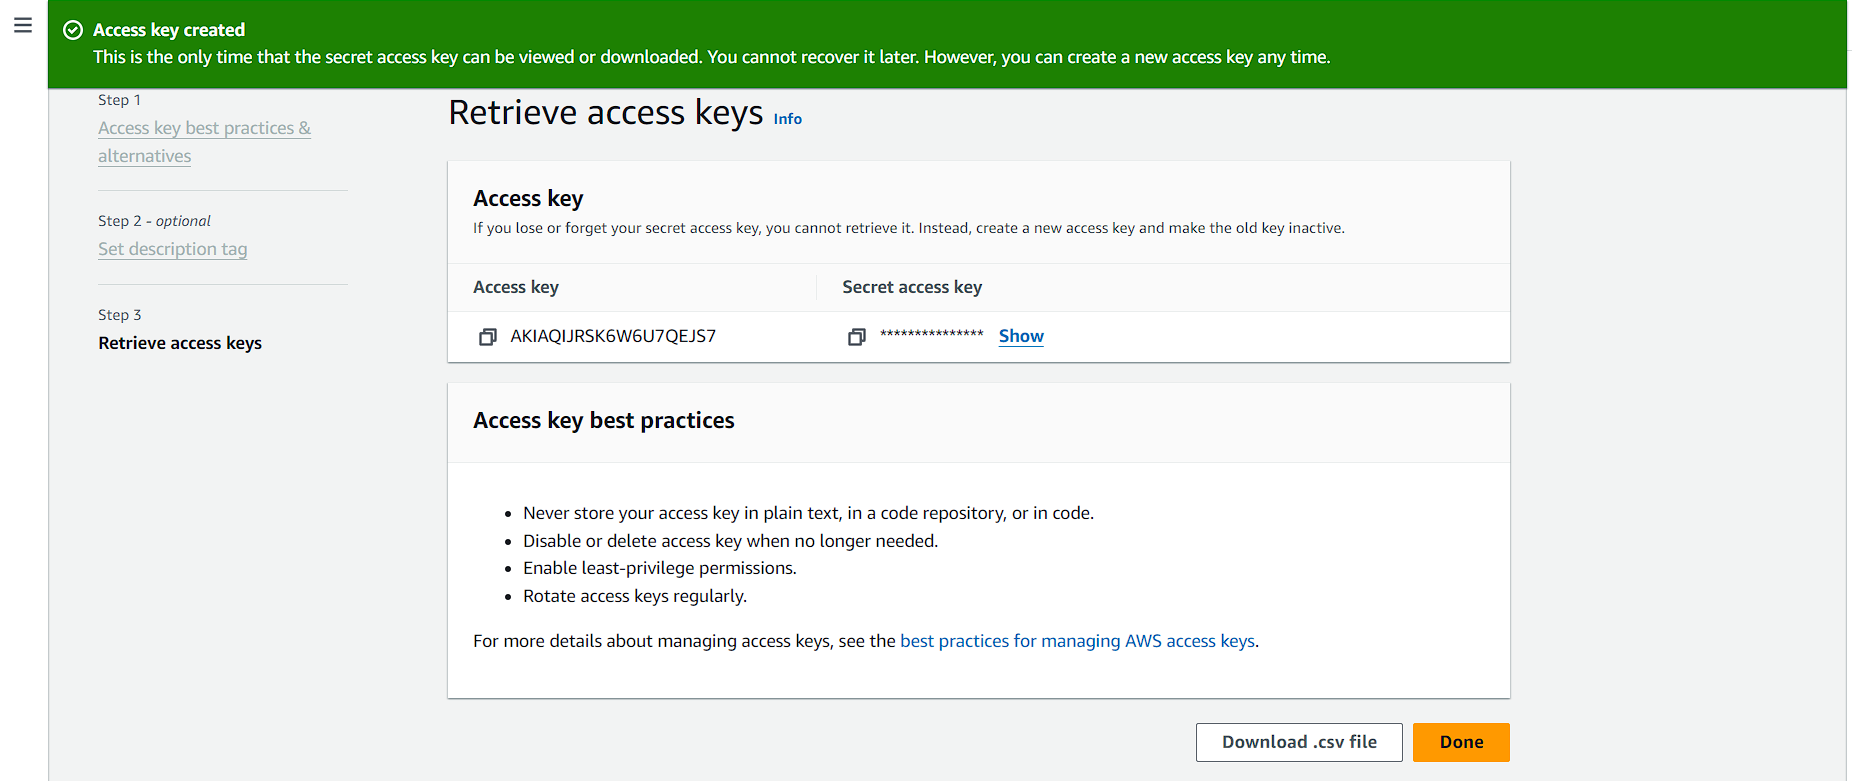 Access key created
This is the only time that the secret access key can be viewed or downloaded. You cannot recover it later. However, you can create a new access key any time.
Step 1
Access key best practices &
alternatives
Step 2 - optional
Set description tag
Step 3
Retrieve access keys
Retrieve access keys Info
Access key
If you lose or forget your secret access key, you cannot retrieve it. Instead, create a new access key and make the old key inactive.
Access key Secret access key
AKIAQIJRSK6W6U7QEJS7 *************** Show
Access key best practices
• Never store your access key in plain text, in a code repository, or in code.
• Disable or delete access key when no longer needed.
• Enable least-privilege permissions.
• Rotate access keys regularly.
For more details about managing access keys, see the best practices for managing AWS access keys.
Download .csv file Done